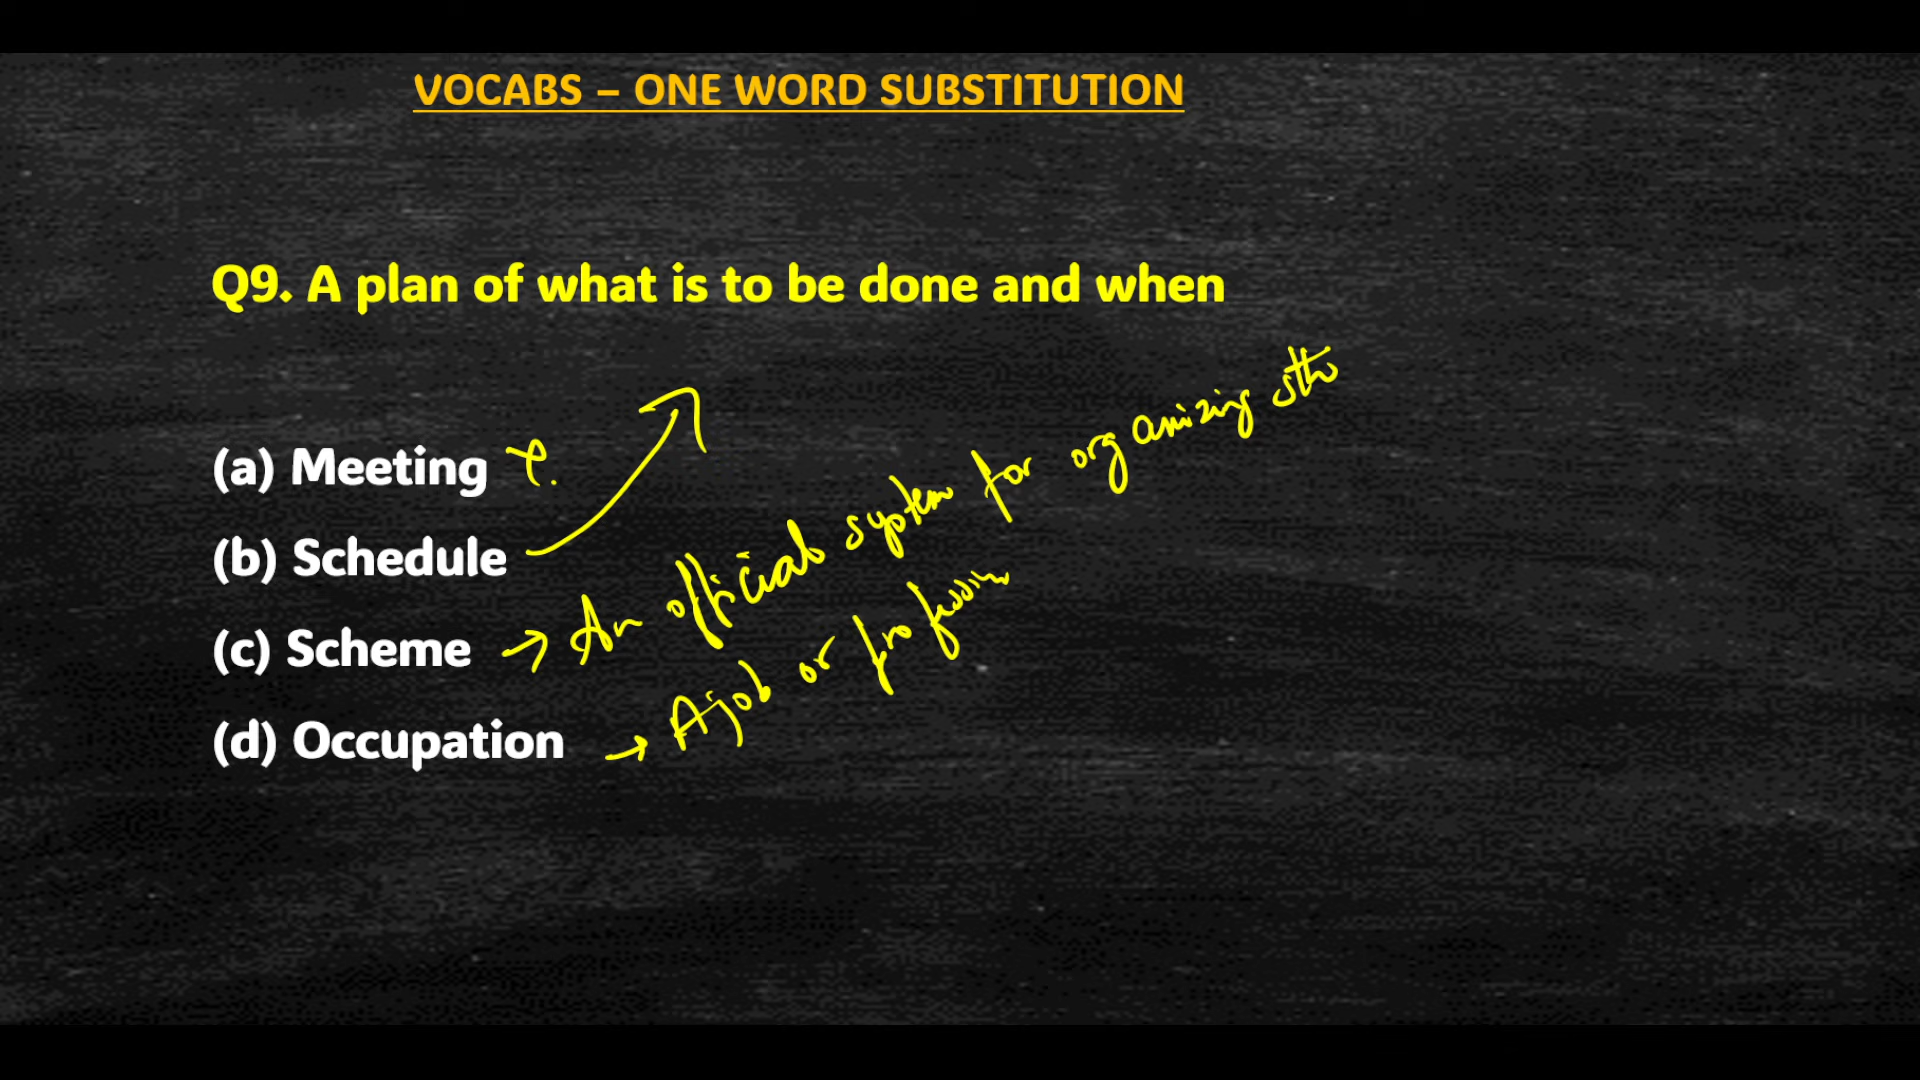 VOCABS – ONE WORD SUBSTITUTION
Q9. A plan of what is to be done and when
(a) Meeting
(b) Schedule
(c) Scheme → An official system for organizing sth
(d) Occupation → A job or profession